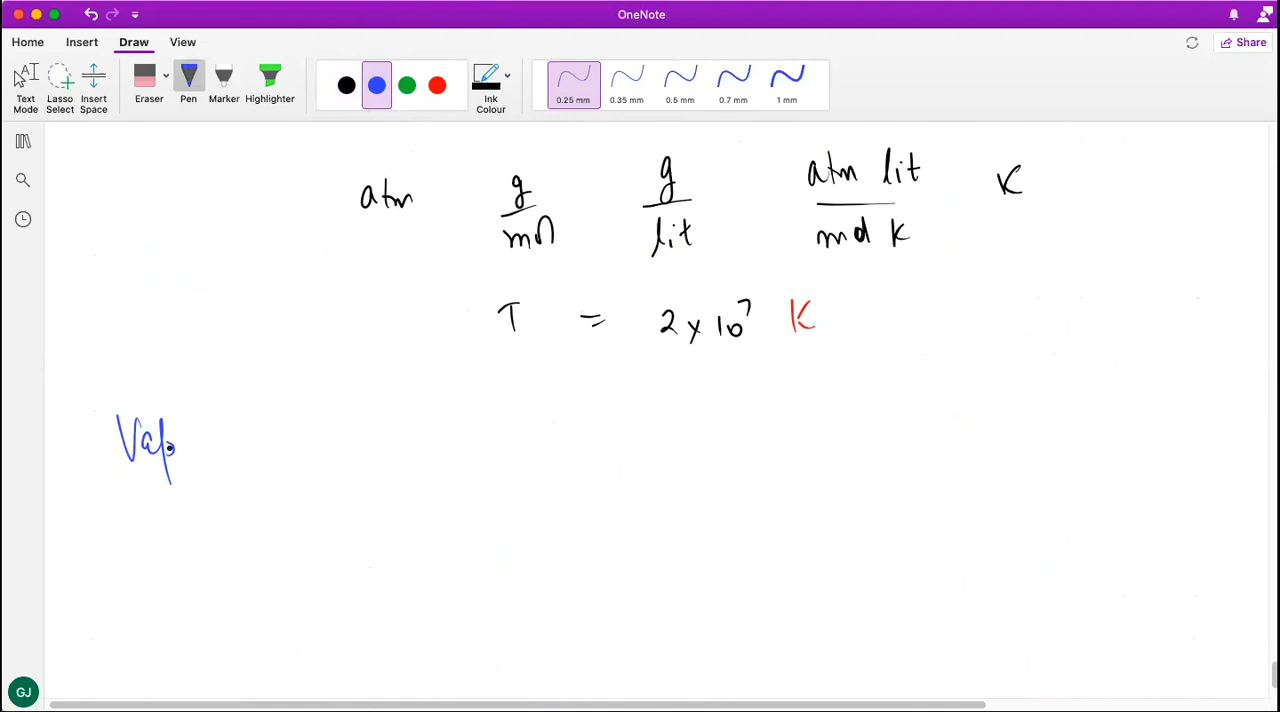 OneNote
Home Insert Draw View Share
Text Mode Lasso Select Insert Space Eraser Pen Marker Highlighter Ink Colour 0.25 mm 0.35 mm 0.5 mm 0.7 mm 1 mm
atm g/mol g/lit atm lit/mol K K
T = 2 x 10⁷ K
Vap
GJ